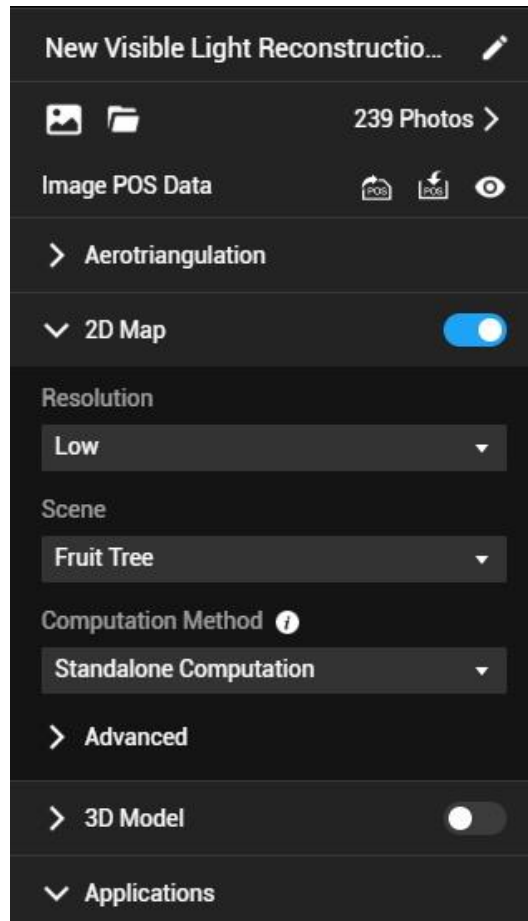 New Visible Light Reconstructio...
239 Photos
Image POS Data
POS POS
Aerotriangulation
2D Map
Resolution
Low
Scene
Fruit Tree
Computation Method i
Standalone Computation
Advanced
3D Model
Applications